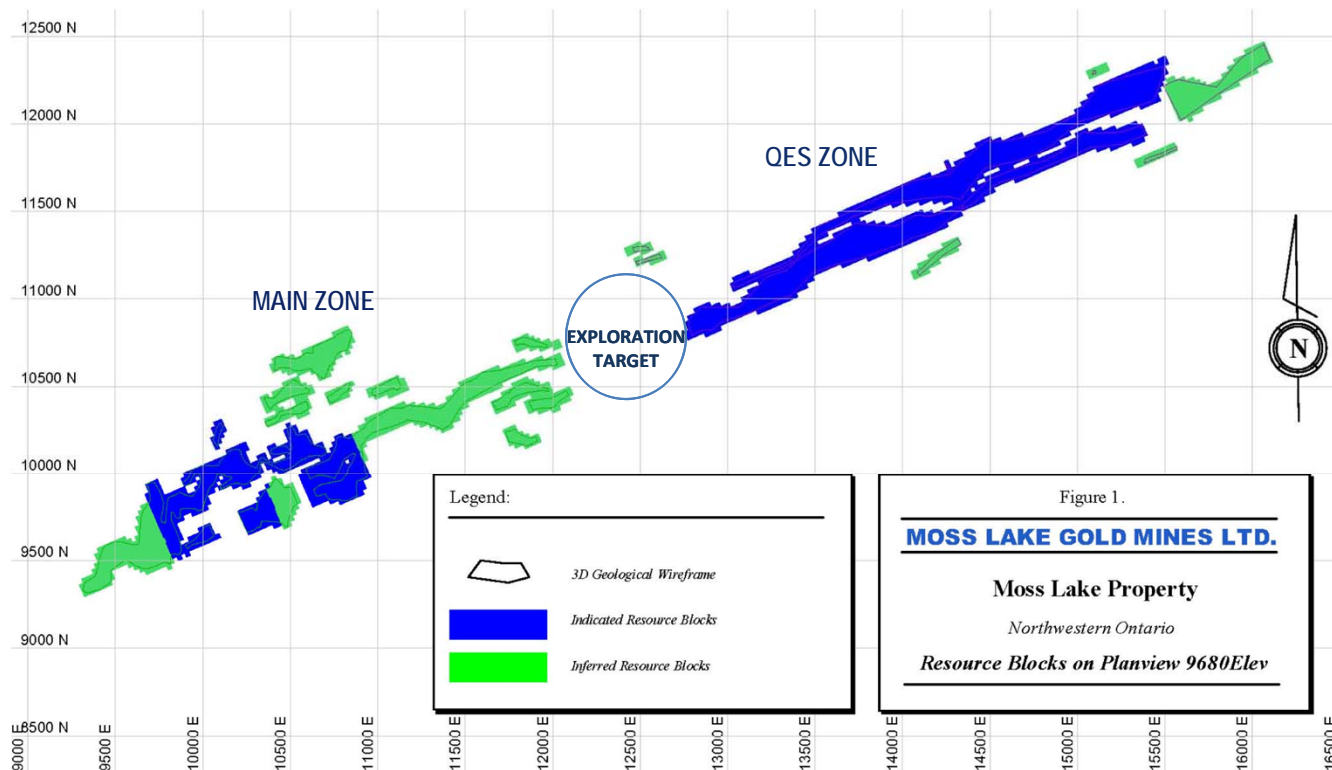 12500 N
12000 N
QES ZONE
11500 N
11000 N
MAIN ZONE
EXPLORATION
TARGET
N
10500 N
10000 N
9500 N
9000 N
8500 N
Legend:
3D Geological Wireframe
Indicated Resource Blocks
Inferred Resource Blocks
Figure 1.
MOSS LAKE GOLD MINES LTD.
Moss Lake Property
Northwestern Ontario
Resource Blocks on Planview 9680Elev
9000 E
9500 E
10000 E
10500 E
11000 E
11500 E
12000 E
12500 E
13000 E
13500 E
14000 E
14500 E
15000 E
15500 E
16000 E